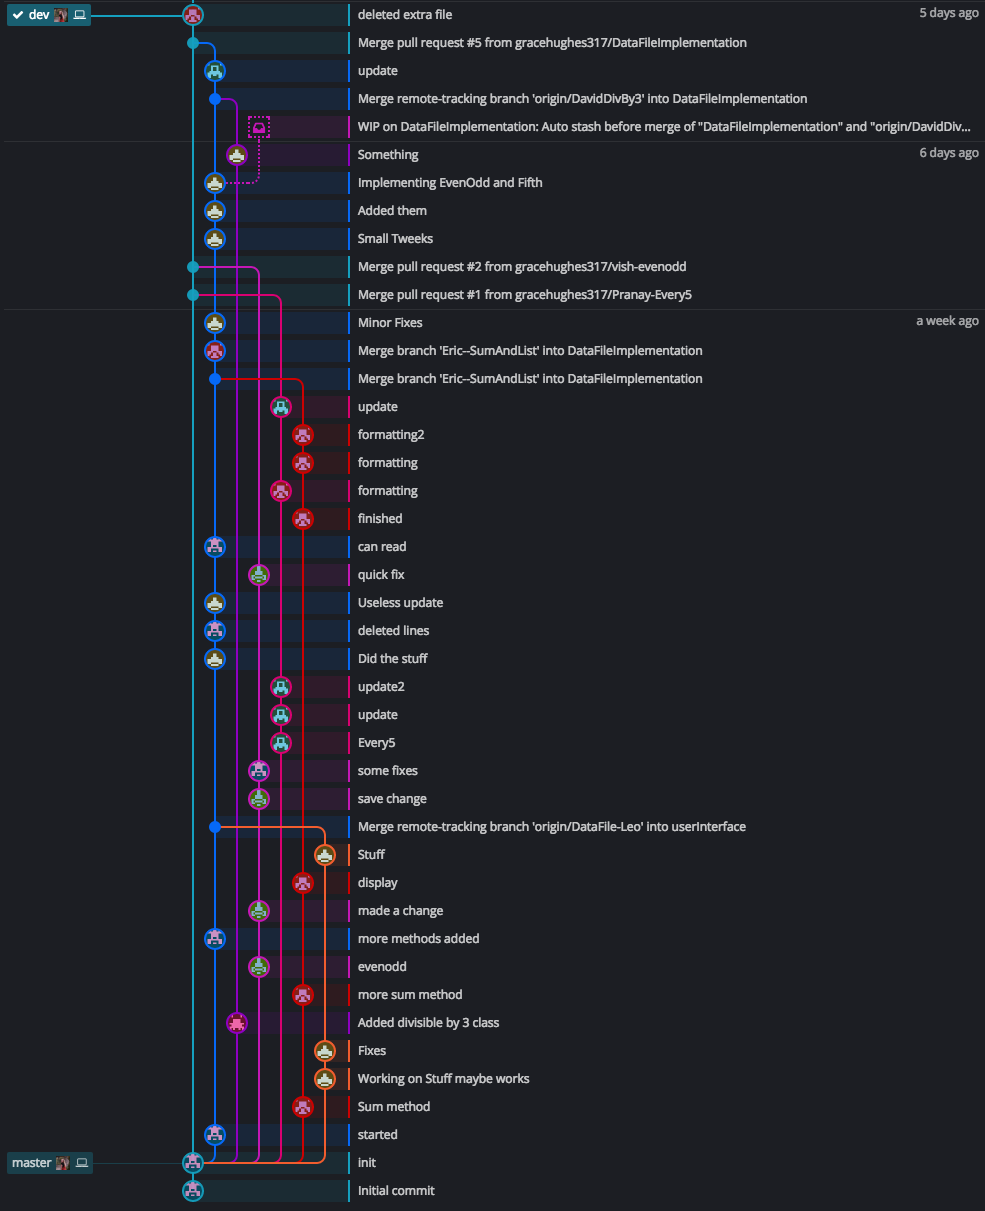 dev
deleted extra file
5 days ago
Merge pull request #5 from gracehughes317/DataFileImplementation
update
Merge remote-tracking branch 'origin/DavidDivBy3' into DataFileImplementation
WIP on DataFileImplementation: Auto stash before merge of "DataFileImplementation" and "origin/DavidDiv...
Something
6 days ago
Implementing EvenOdd and Fifth
Added them
Small Tweeks
Merge pull request #2 from gracehughes317/vish-evenodd
Merge pull request #1 from gracehughes317/Pranay-Every5
Minor Fixes
a week ago
Merge branch 'Eric--SumAndList' into DataFileImplementation
Merge branch 'Eric--SumAndList' into DataFileImplementation
update
formatting2
formatting
formatting
finished
can read
quick fix
Useless update
deleted lines
Did the stuff
update2
update
Every5
some fixes
save change
Merge remote-tracking branch 'origin/DataFile-Leo' into userInterface
Stuff
display
made a change
more methods added
evenodd
more sum method
Added divisible by 3 class
Fixes
Working on Stuff maybe works
Sum method
started
master
init
Initial commit